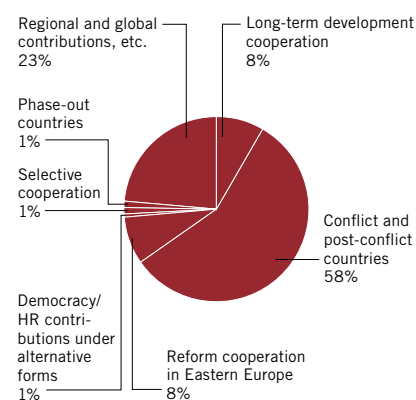 Regional and global
contributions, etc.
23%
Long-term development
cooperation
8%
Phase-out
countries
1%
Selective
cooperation
1%
Conflict and
post-conflict
countries
58%
Democracy/
HR contri-
butions under
alternative
forms
1%
Reform cooperation
in Eastern Europe
8%